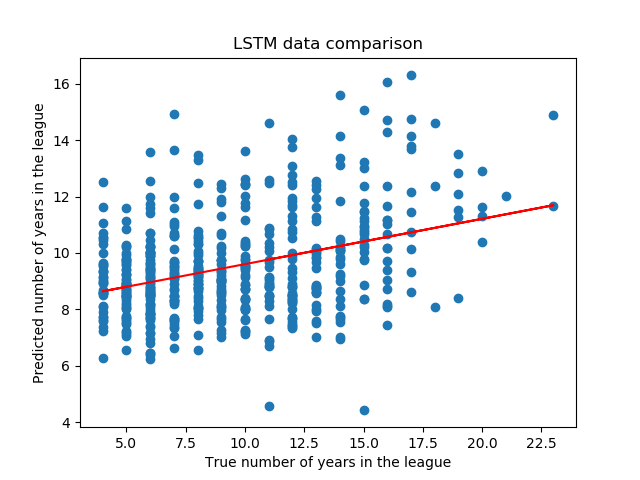 LSTM data comparison
16
14
12
10
8
6
4
Predicted number of years in the league
5.0 7.5 10.0 12.5 15.0 17.5 20.0 22.5
True number of years in the league